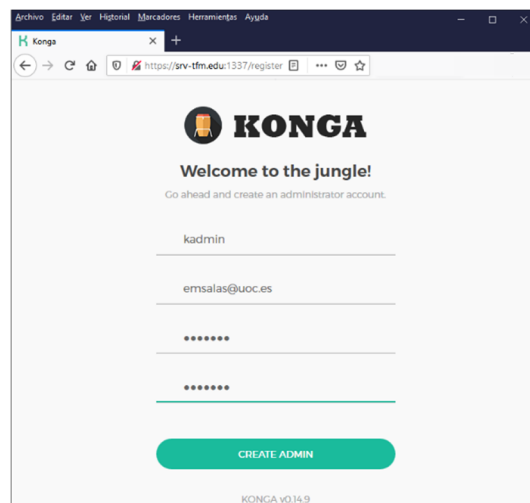 Archivo Editar Ver Historial Marcadores Herramientas Ayuda
Konga
https://srv-tfm.edu:1337/register
KONGA
Welcome to the jungle!
Go ahead and create an administrator account.
kadmin
emsalas@uoc.es
•••••••
•••••••
CREATE ADMIN
KONGA v0.14.9